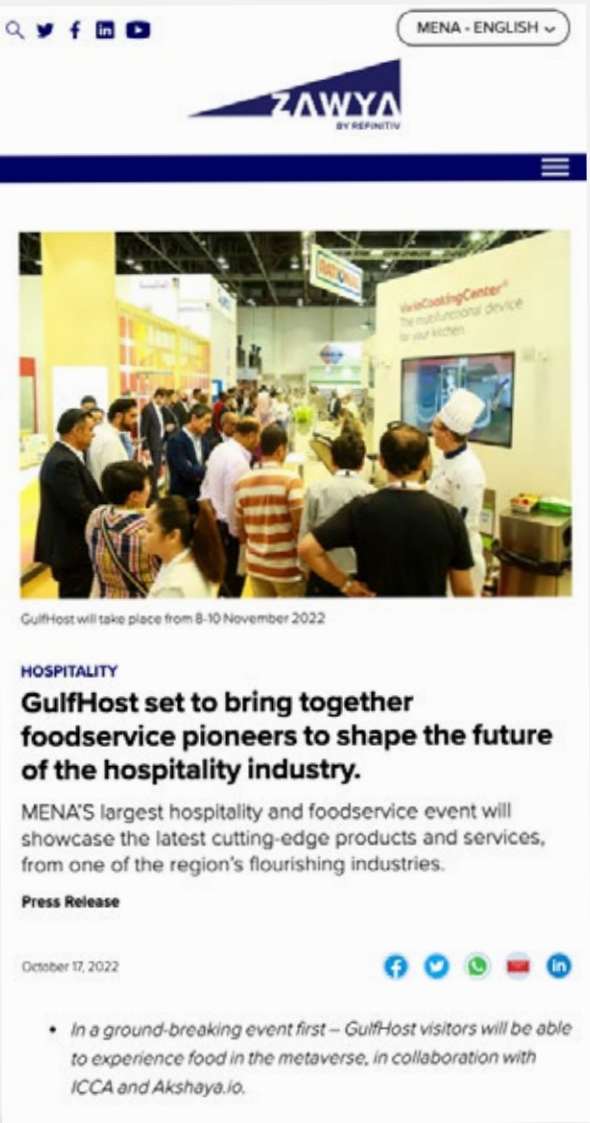 MENA - ENGLISH
ZAWYA
BY REFINITIV
RATIONAL
VarioCookingCenter®
The multifunctional device
for your kitchen.
GulfHost will take place from 8-10 November 2022
HOSPITALITY
GulfHost set to bring together
foodservice pioneers to shape the future
of the hospitality industry.
MENA'S largest hospitality and foodservice event will
showcase the latest cutting-edge products and services,
from one of the region's flourishing industries.
Press Release
October 17, 2022
• In a ground-breaking event first – GulfHost visitors will be able
to experience food in the metaverse, in collaboration with
ICCA and Akshaya.io.